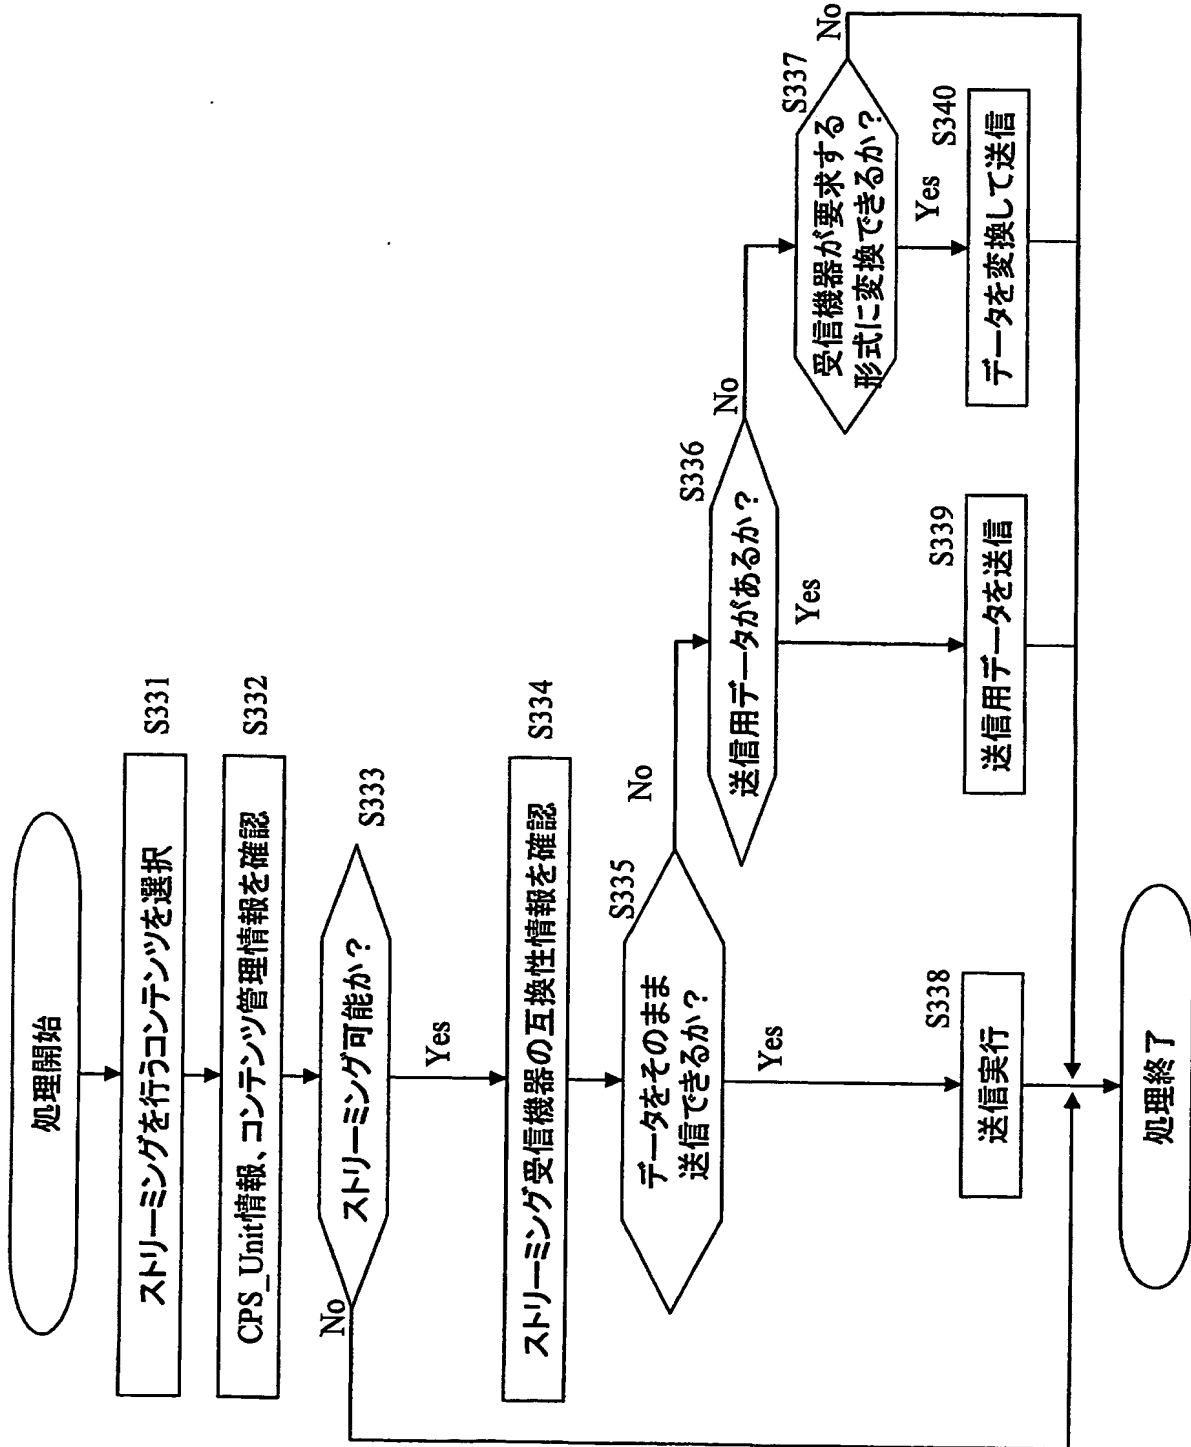 処理開始
S331
ストリーミングを行うコンテンツを選択
S332
CPS_Unit情報、コンテンツ管理情報を確認
S333
ストリーミング可能か？
No
Yes
S334
ストリーミング受信機器の互換性情報を確認
S335
データをそのまま
送信できるか？
No
Yes
S336
送信用データがあるか？
No
Yes
S337
受信機器が要求する
形式に変換できるか？
No
Yes
S338
送信実行
S339
送信用データを送信
S340
データを変換して送信
処理終了